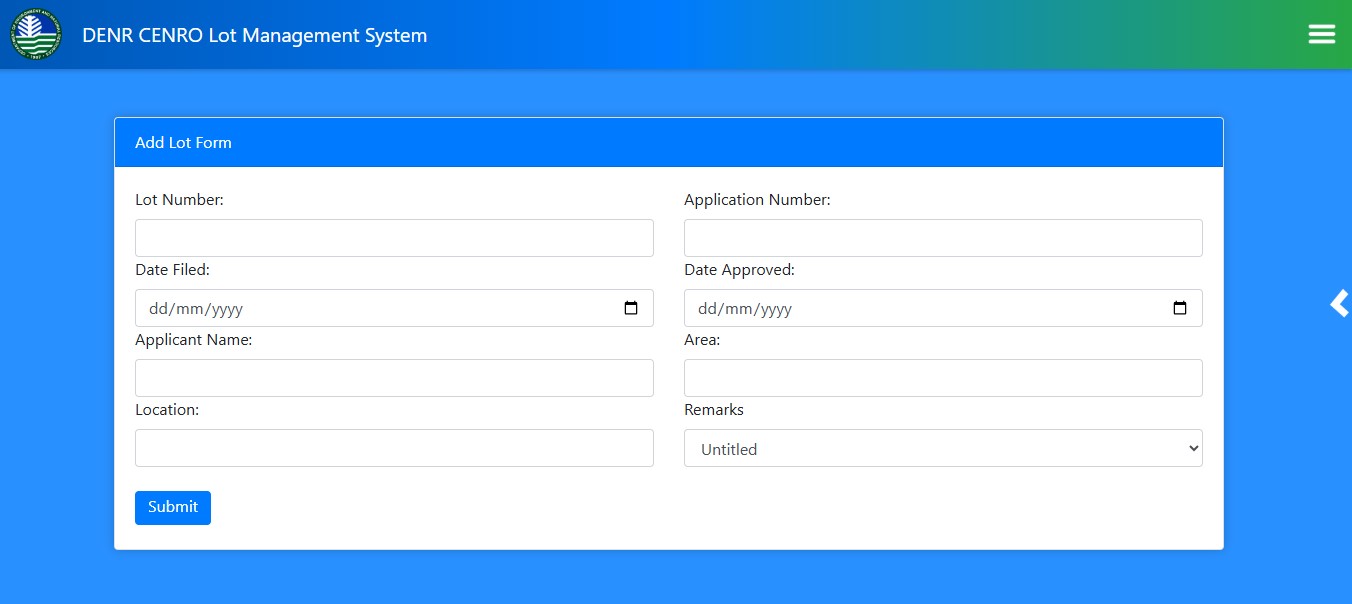 DENR CENRO Lot Management System
Add Lot Form
Lot Number:
Application Number:
Date Filed:
Date Approved:
dd/mm/yyyy
dd/mm/yyyy
Applicant Name:
Area:
Location:
Remarks
Untitled
Submit